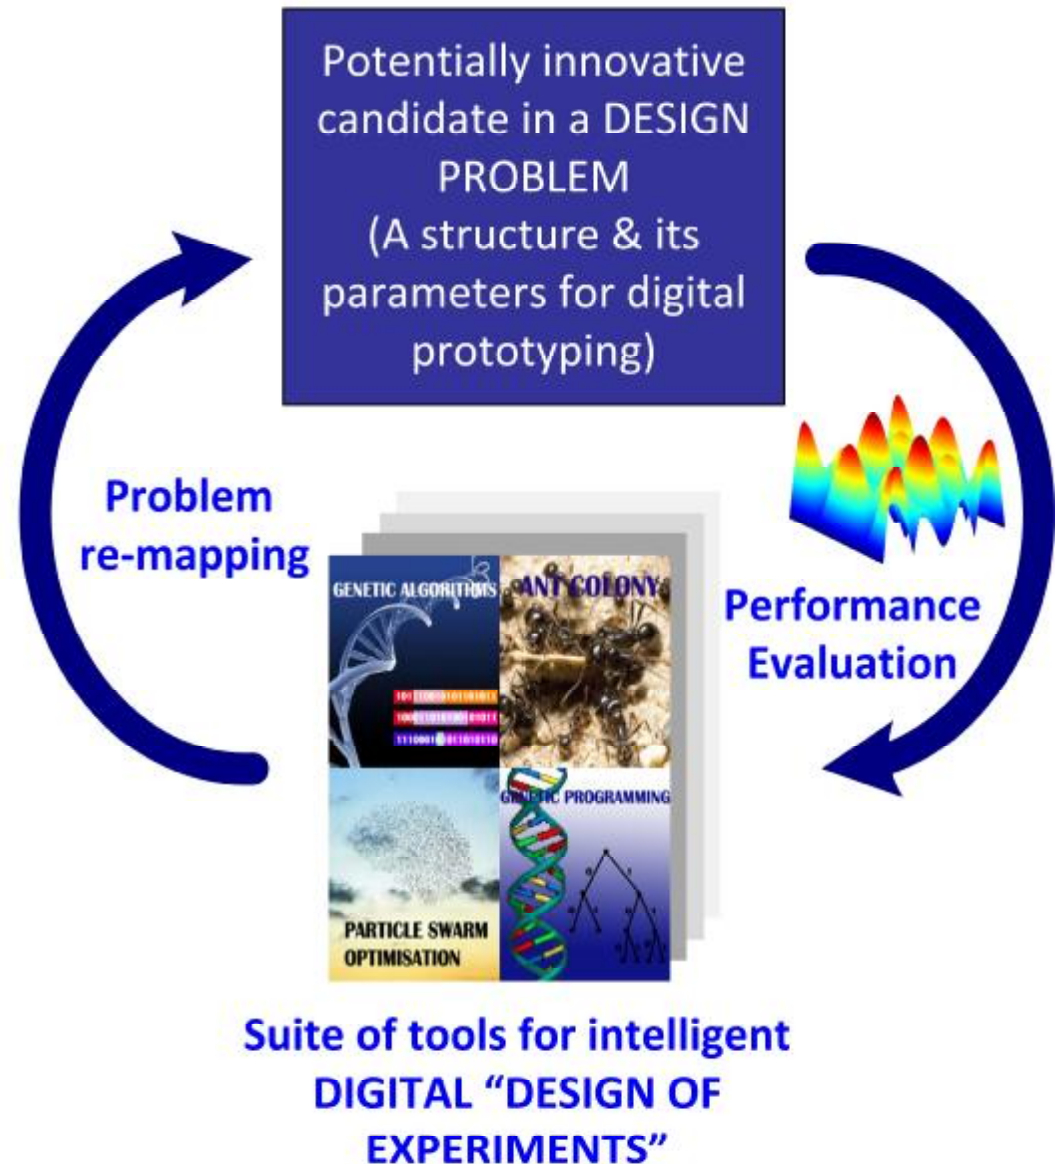 Potentially innovative
candidate in a DESIGN
PROBLEM
(A structure & its
parameters for digital
prototyping)
Problem
re-mapping
Performance
Evaluation
GENETIC ALGORITHMS
ANT COLONY
PARTICLE SWARM
OPTIMISATION
GENETIC PROGRAMMING
Suite of tools for intelligent
DIGITAL “DESIGN OF
EXPERIMENTS”